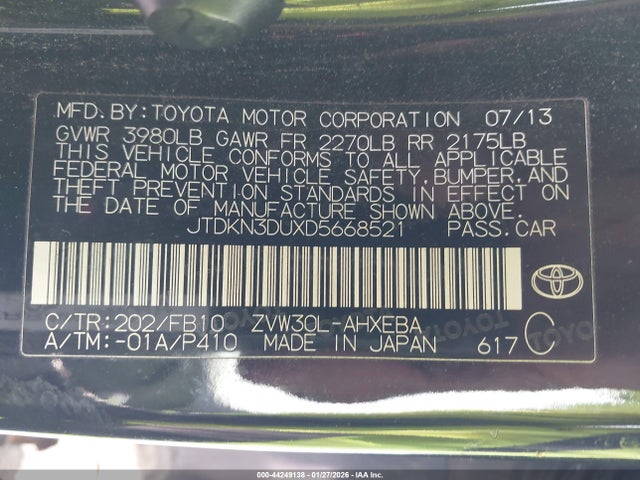 MFD.BY:TOYOTA MOTOR CORPORATION 07/13
GVWR 3980LB GAWR FR 2270LB RR 2175LB
THIS VEHICLE CONFORMS TO ALL APPLICABLE
FEDERAL MOTOR VEHICLE SAFETY,BUMPER,AND
THEFT PREVENTION STANDARDS IN EFFECT ON
THE DATE OF MANUFACTURE SHOWN ABOVE.
JTDKN3DUXD5668521 PASS.CAR
C/TR:202/FB10 ZVW30L-AHXEBA
A/TM:-01A/P410 MADE IN JAPAN 617 C
TOYOTA
000-44249138 - 01/27/2026 - IAA Inc.